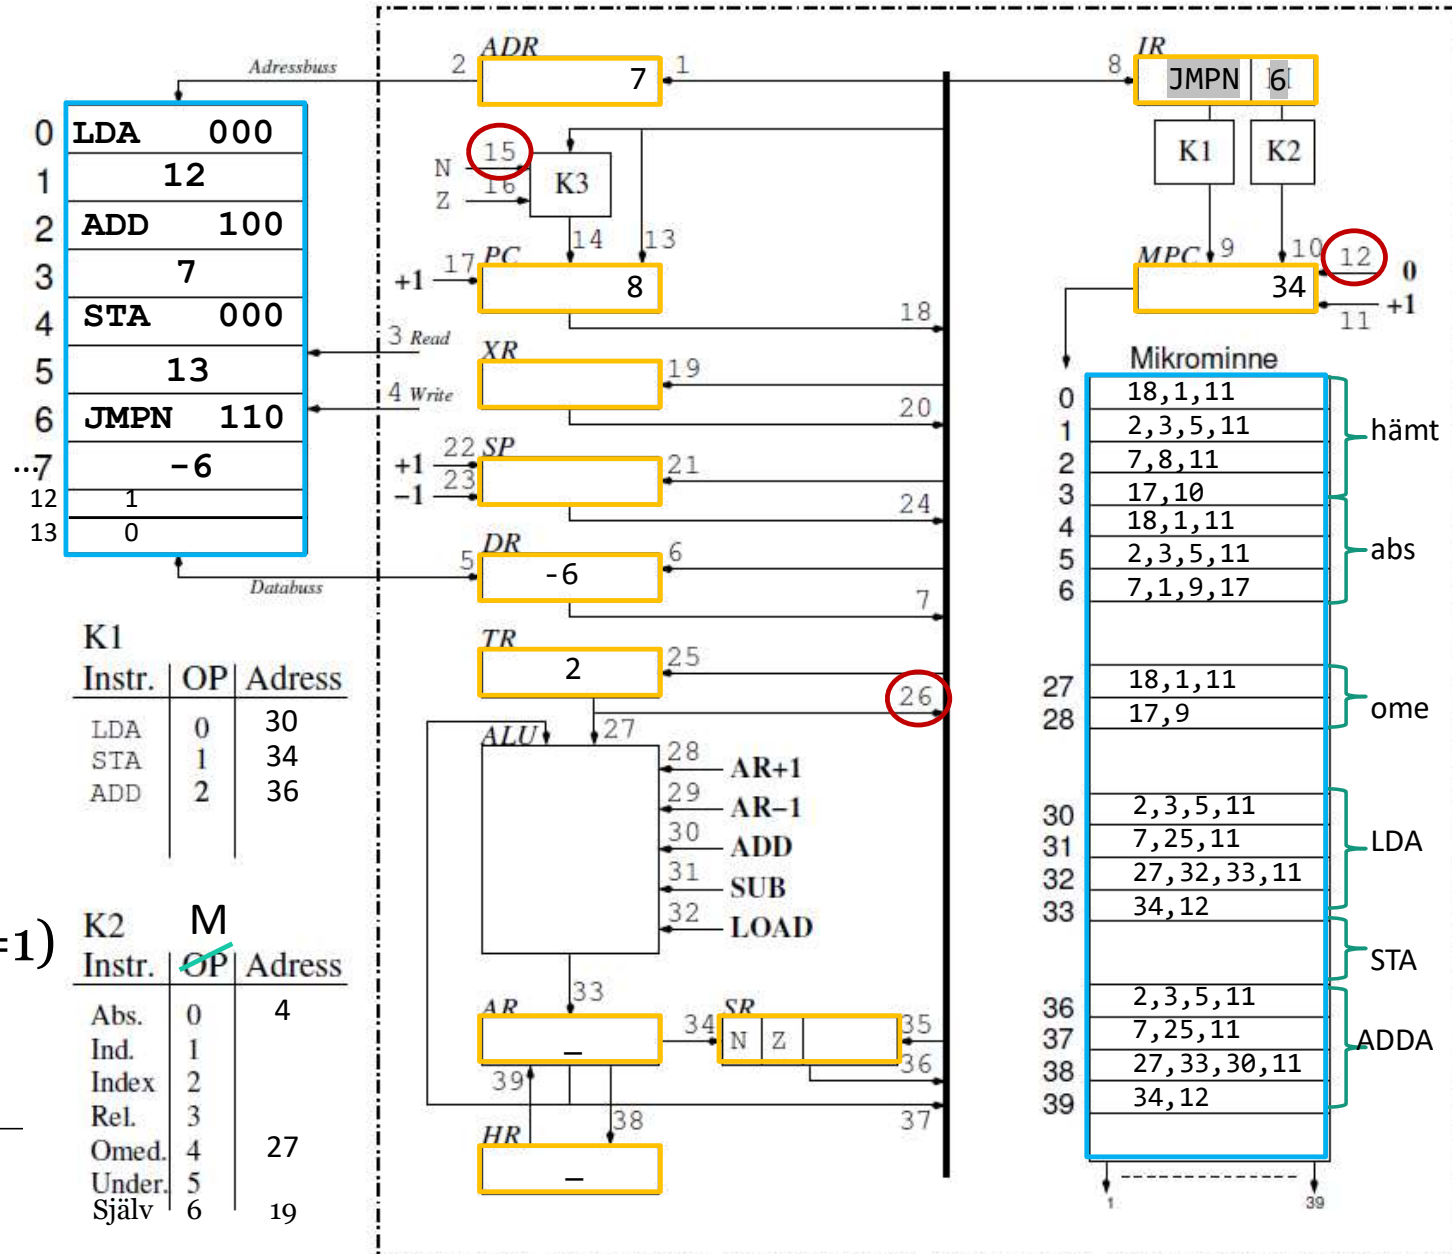 ADR
IR
Adressbuss
2
7
1
8
JMPN 6
0 LDA 000
1 12
2 ADD 100
3 7
4 STA 000
5 13
6 JMPN 110
...7 -6
12 1
13 0
Databuss
N 15
Z 16
K3
14
13
K1
K2
9
10
12
0
+1
11
MPC
34
PC
+1 17
8
18
3 Read
4 Write
XR
19
20
SP
+1 22
-1 23
21
24
DR
5
-6
6
7
TR
2
25
26
27
ALU
28 AR+1
29 AR–1
30 ADD
31 SUB
32 LOAD
33
AR
–
34
SR
N Z
35
36
37
39
38
HR
–
Mikrominne
0 18,1,11
1 2,3,5,11
2 7,8,11
3 17,10
hämt
4 18,1,11
5 2,3,5,11
6 7,1,9,17
abs
27 18,1,11
28 17,9
ome
30 2,3,5,11
31 7,25,11
32 27,32,33,11
33 34,12
LDA
STA
36 2,3,5,11
37 7,25,11
38 27,33,30,11
39 34,12
ADDA
1
39
K1
Instr. OP Adress
LDA 0 30
STA 1 34
ADD 2 36
=1)
K2 M
Instr. OP Adress
Abs. 0 4
Ind. 1
Index 2
Rel. 3
Omed. 4 27
Under. 5
Själv 6 19